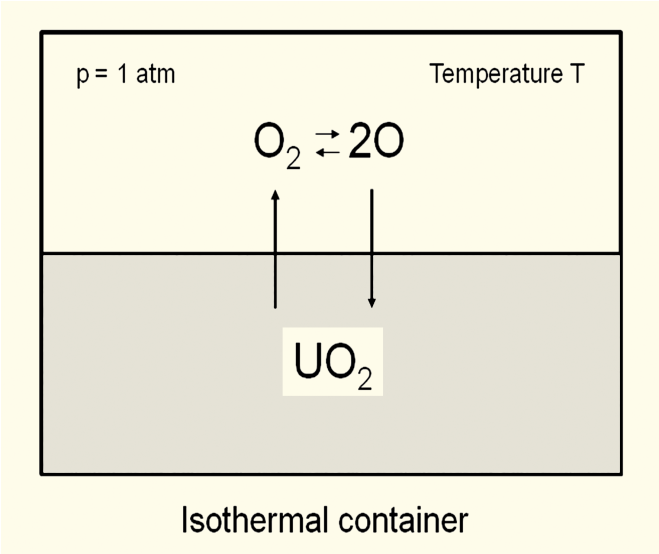 p = 1 atm Temperature T
O₂ ⇄ 2O
UO₂
Isothermal container